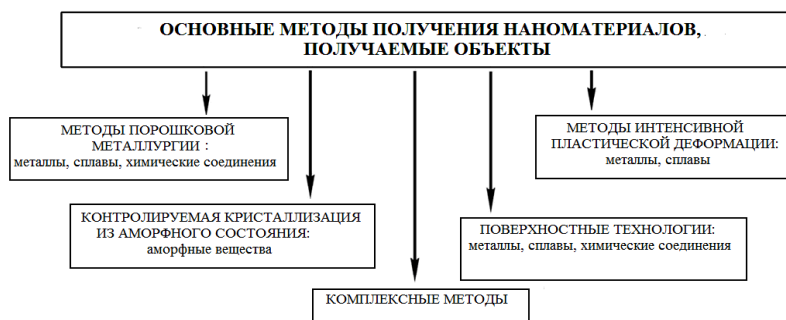 ОСНОВНЫЕ МЕТОДЫ ПОЛУЧЕНИЯ НАНОМАТЕРИАЛОВ,
ПОЛУЧАЕМЫЕ ОБЪЕКТЫ
МЕТОДЫ ПОРОШКОВОЙ
МЕТАЛЛУРГИИ :
металлы, сплавы, химические соединения
МЕТОДЫ ИНТЕНСИВНОЙ
ПЛАСТИЧЕСКОЙ ДЕФОРМАЦИИ:
металлы, сплавы
КОНТРОЛИРУЕМАЯ КРИСТАЛЛИЗАЦИЯ
ИЗ АМОРФНОГО СОСТОЯНИЯ:
аморфные вещества
ПОВЕРХНОСТНЫЕ ТЕХНОЛОГИИ:
металлы, сплавы, химические соединения
КОМПЛЕКСНЫЕ МЕТОДЫ